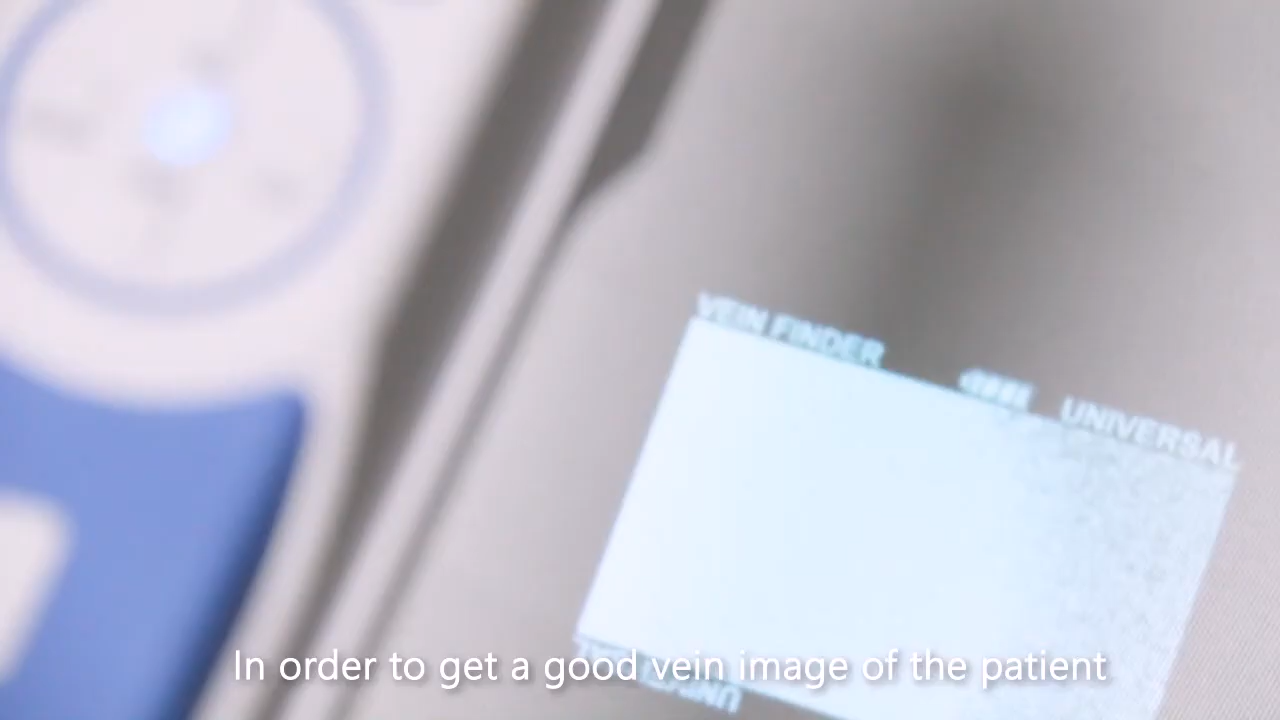 VEIN FINDER
UNIVERSAL
In order to get a good vein image of the patient